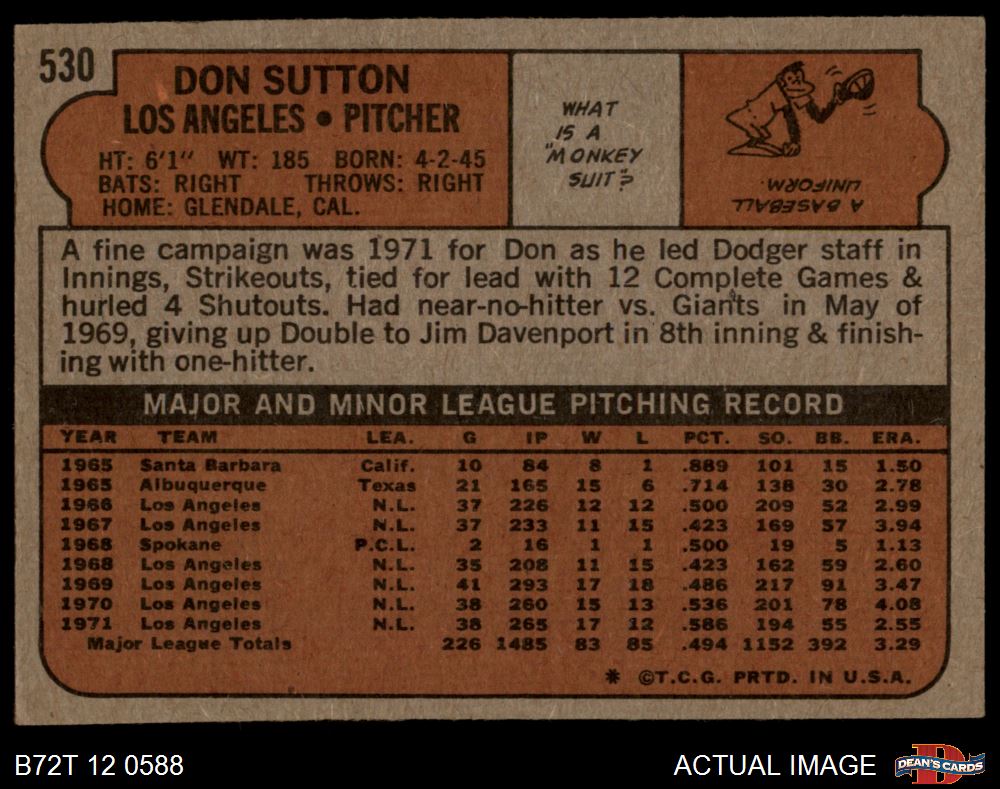 530
DON SUTTON
LOS ANGELES • PITCHER
HT: 6'1" WT: 185 BORN: 4-2-45
BATS: RIGHT THROWS: RIGHT
HOME: GLENDALE, CAL.
WHAT
IS A
"MONKEY
SUIT"?
A BASEBALL
UNIFORM.
A fine campaign was 1971 for Don as he led Dodger staff in
Innings, Strikeouts, tied for lead with 12 Complete Games &
hurled 4 Shutouts. Had near-no-hitter vs. Giants in May of
1969, giving up Double to Jim Davenport in 8th inning & finish-
ing with one-hitter.
MAJOR AND MINOR LEAGUE PITCHING RECORD
YEAR TEAM LEA. G IP W L PCT. SO. BB. ERA.
1965 Santa Barbara Calif. 10 84 8 1 .889 101 15 1.50
1965 Albuquerque Texas 21 165 15 6 .714 138 30 2.78
1966 Los Angeles N.L. 37 226 12 12 .500 209 52 2.99
1967 Los Angeles N.L. 37 233 11 15 .423 169 57 3.94
1968 Spokane P.C.L. 2 16 1 1 .500 19 5 1.13
1968 Los Angeles N.L. 35 208 11 15 .423 162 59 2.60
1969 Los Angeles N.L. 41 293 17 18 .486 217 91 3.47
1970 Los Angeles N.L. 38 260 15 13 .536 201 78 4.08
1971 Los Angeles N.L. 38 265 17 12 .586 194 55 2.55
Major League Totals 226 1485 83 85 .494 1152 392 3.29
* ©T.C.G. PRTD. IN U.S.A.
B72T 12 0588
ACTUAL IMAGE
D
DEAN'S CARDS